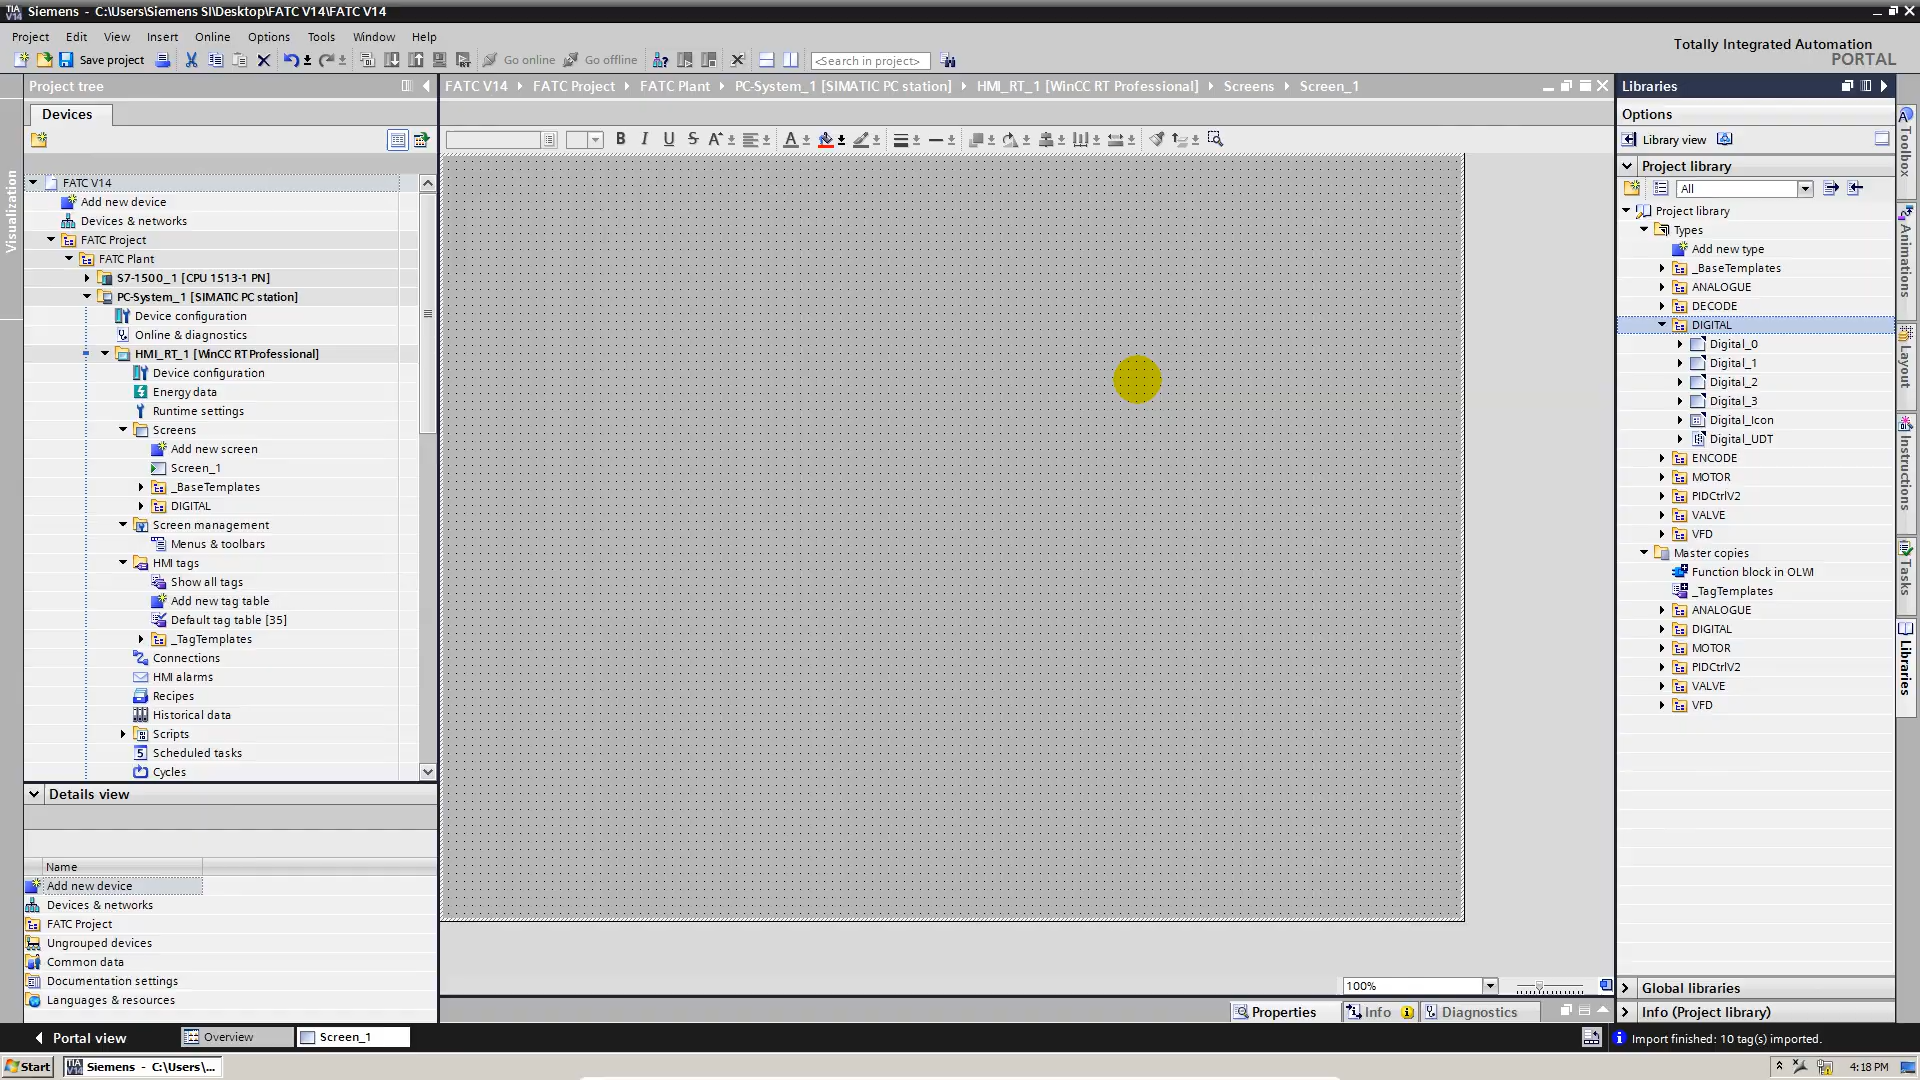 Siemens - C:\Users\Siemens SI\Desktop\FATC V14\FATC V14
Project Edit View Insert Online Options Tools Window Help
Totally Integrated Automation
PORTAL
Save project
Go online
Go offline
<Search in project>
Project tree
FATC V14 FATC Project FATC Plant PC-System_1 [SIMATIC PC station] HMI_RT_1 [WinCC RT Professional] Screens Screen_1
Libraries
Devices
Options
Library view
Visualization
FATC V14
Add new device
Devices & networks
FATC Project
FATC Plant
S7-1500_1 [CPU 1513-1 PN]
PC-System_1 [SIMATIC PC station]
Device configuration
Online & diagnostics
HMI_RT_1 [WinCC RT Professional]
Device configuration
Energy data
Runtime settings
Screens
Add new screen
Screen_1
_BaseTemplates
DIGITAL
Screen management
Menus & toolbars
HMI tags
Show all tags
Add new tag table
Default tag table [35]
_TagTemplates
Connections
HMI alarms
Recipes
Historical data
Scripts
Scheduled tasks
Cycles
Details view
Name
Add new device
Devices & networks
FATC Project
Ungrouped devices
Common data
Documentation settings
Languages & resources
B I U S A
100%
Properties
Info
Diagnostics
Project library
All
Project library
Types
Add new type
_BaseTemplates
ANALOGUE
DECODE
DIGITAL
Digital_0
Digital_1
Digital_2
Digital_3
Digital_Icon
Digital_UDT
ENCODE
MOTOR
PIDCtrlV2
VALVE
VFD
Master copies
Function block in OLWI
_TagTemplates
ANALOGUE
DIGITAL
MOTOR
PIDCtrlV2
VALVE
VFD
Global libraries
Info (Project library)
Toolbox
Animations
Layout
Instructions
Tasks
Libraries
Portal view
Overview
Screen_1
Import finished: 10 tag(s) imported.
Start
Siemens - C:\Users\...
4:18 PM